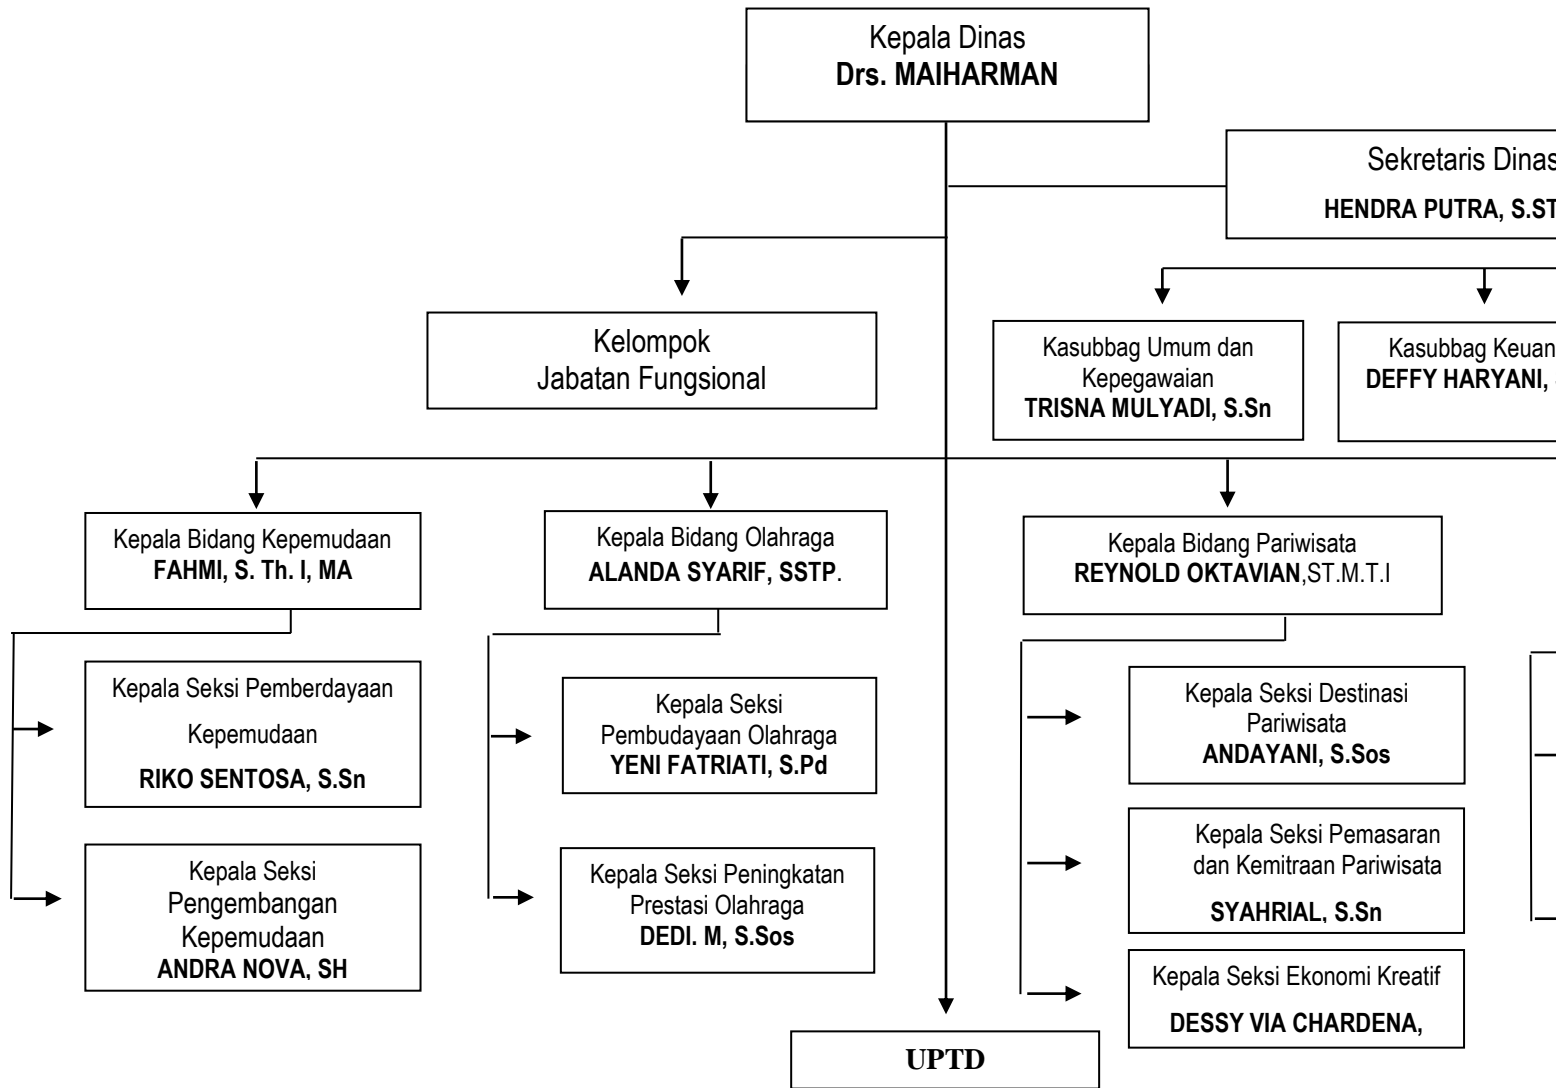 Kepala Dinas
Drs. MAIHARMAN
Sekretaris Dinas
HENDRA PUTRA, S.ST
Kelompok
Jabatan Fungsional
Kasubbag Umum dan
Kepegawaian
TRISNA MULYADI, S.Sn
Kasubbag Keuan
DEFFY HARYANI,
Kepala Bidang Kepemudaan
FAHMI, S. Th. I, MA
Kepala Bidang Olahraga
ALANDA SYARIF, SSTP.
Kepala Bidang Pariwisata
REYNOLD OKTAVIAN,ST.M.T.I
Kepala Seksi Pemberdayaan
Kepemudaan
RIKO SENTOSA, S.Sn
Kepala Seksi
Pembudayaan Olahraga
YENI FATRIATI, S.Pd
Kepala Seksi Destinasi
Pariwisata
ANDAYANI, S.Sos
Kepala Seksi
Pengembangan
Kepemudaan
ANDRA NOVA, SH
Kepala Seksi Peningkatan
Prestasi Olahraga
DEDI. M, S.Sos
Kepala Seksi Pemasaran
dan Kemitraan Pariwisata
SYAHRIAL, S.Sn
Kepala Seksi Ekonomi Kreatif
DESSY VIA CHARDENA,
UPTD